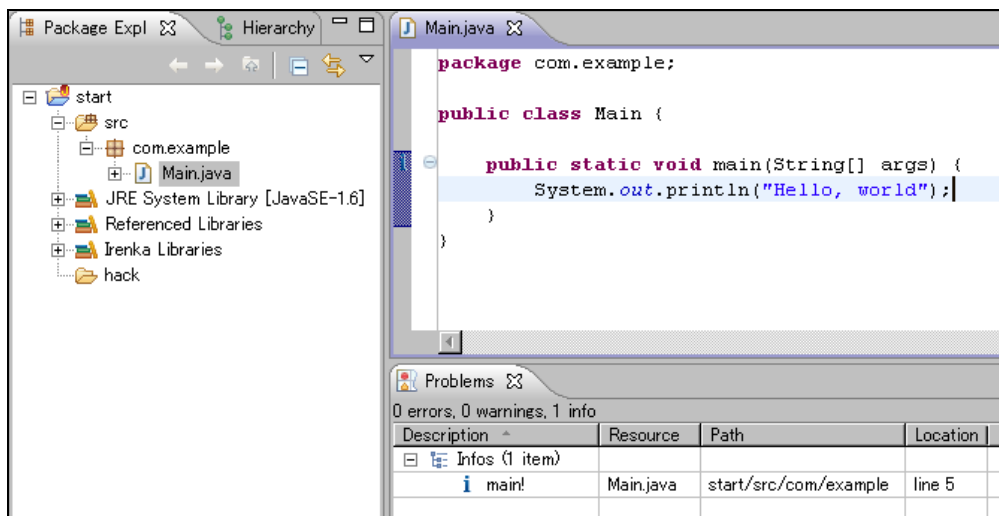 Package Expl
Hierarchy
start
src
com.example
Main.java
JRE System Library [JavaSE-1.6]
Referenced Libraries
Irenka Libraries
hack
Main.java
package com.example;
public class Main {
public static void main(String[] args) {
System.out.println("Hello, world");
}
}
Problems
0 errors, 0 warnings, 1 info
Description Resource Path Location
Infos (1 item)
main! Main.java start/src/com/example line 5